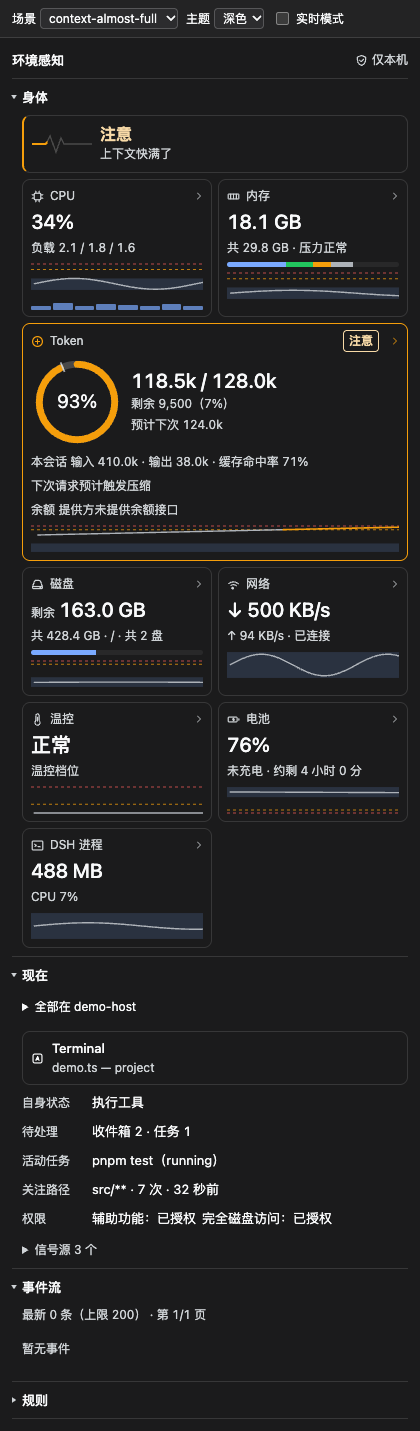 场景 context-almost-full 主题 深色 实时模式
环境感知 仅本机
身体
注意
上下文快满了
CPU
34%
负载 2.1 / 1.8 / 1.6
内存
18.1 GB
共 29.8 GB · 压力正常
Token 注意
93%
118.5k / 128.0k
剩余 9,500（7%）
预计下次 124.0k
本会话 输入 410.0k · 输出 38.0k · 缓存命中率 71%
下次请求预计触发压缩
余额 提供方未提供余额接口
磁盘
剩余 163.0 GB
共 428.4 GB · / · 共 2 盘
网络
↓ 500 KB/s
↑ 94 KB/s · 已连接
温控
正常
温控档位
电池
76%
未充电 · 约剩 4 小时 0 分
DSH 进程
488 MB
CPU 7%
现在
全部在 demo-host
Terminal
demo.ts — project
自身状态 执行工具
待处理 收件箱 2 · 任务 1
活动任务 pnpm test（running）
关注路径 src/** · 7 次 · 32 秒前
权限 辅助功能：已授权 完全磁盘访问：已授权
信号源 3 个
事件流
最新 0 条（上限 200） · 第 1/1 页
暂无事件
规则